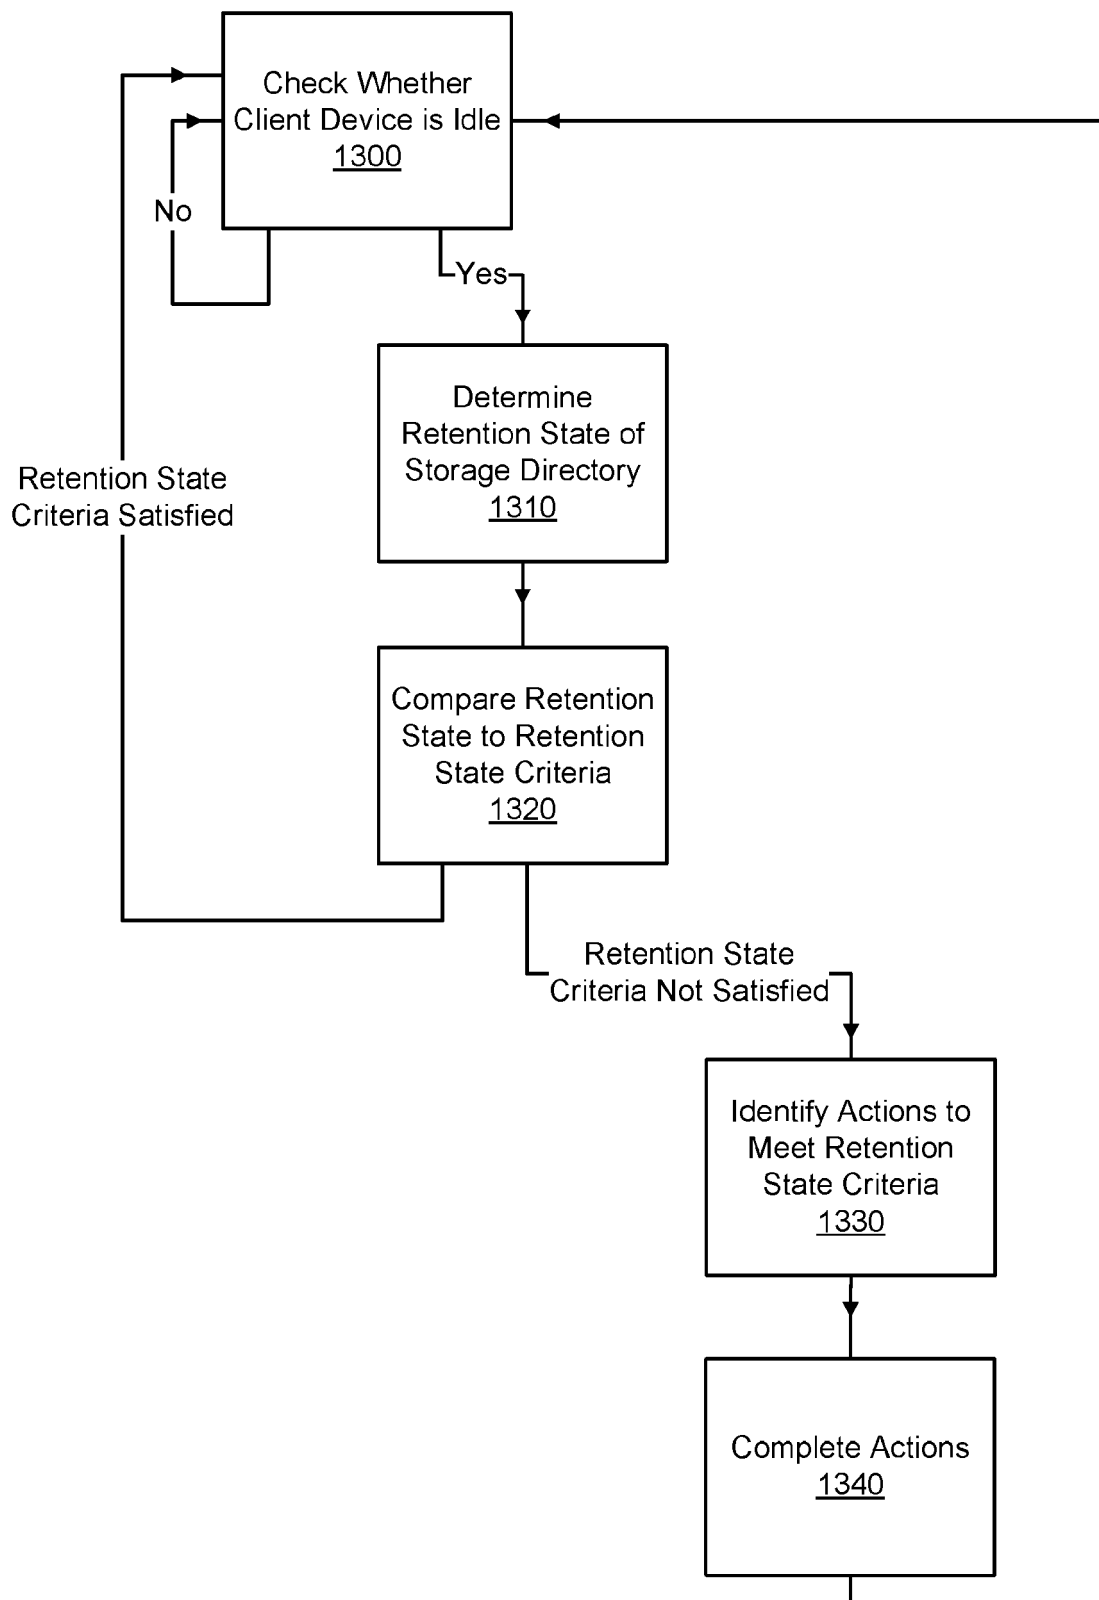 Check Whether
Client Device is Idle
1300
No
Yes
Determine
Retention State of
Storage Directory
1310
Retention State
Criteria Satisfied
Compare Retention
State to Retention
State Criteria
1320
Retention State
Criteria Not Satisfied
Identify Actions to
Meet Retention
State Criteria
1330
Complete Actions
1340